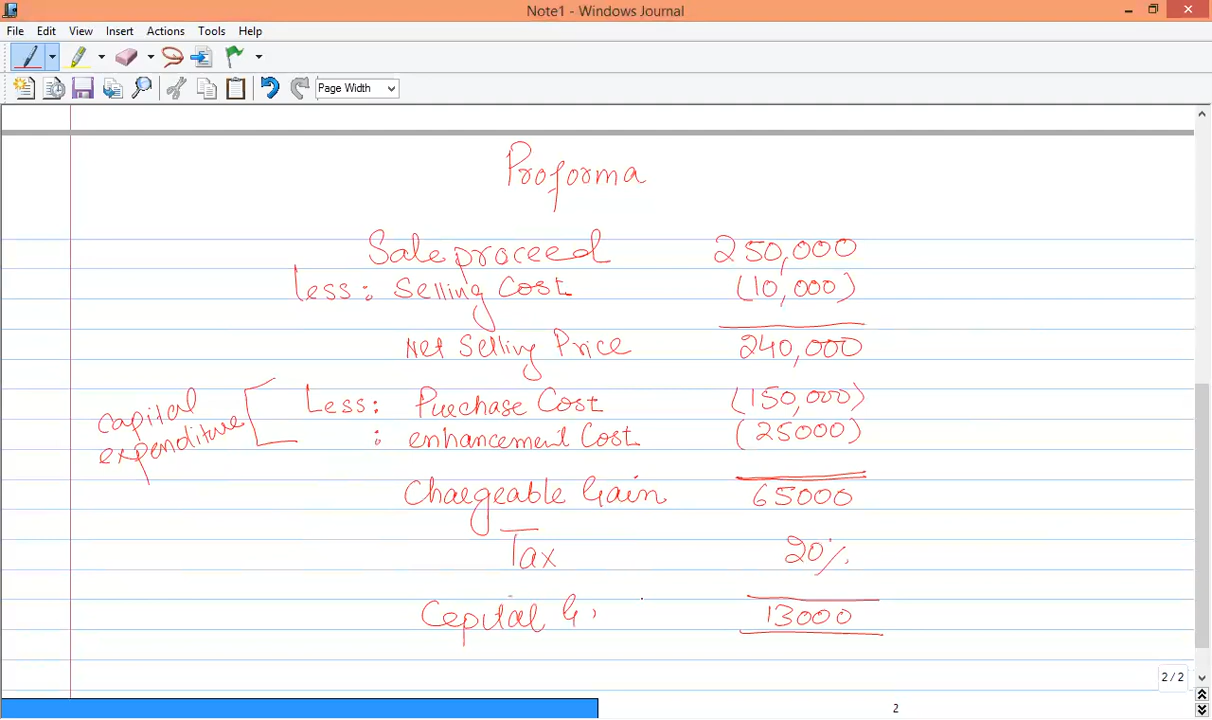 Note1 - Windows Journal
File Edit View Insert Actions Tools Help
Page Width
Proforma
Sale proceed 250,000
less: Selling Cost (10,000)
Net Selling Price 240,000
Less: Purchase Cost (150,000)
capital expenditure
: enhancement Cost (25000)
Chargeable Gain 65000
Tax 20%
Cepital G 13000
2 / 2
2